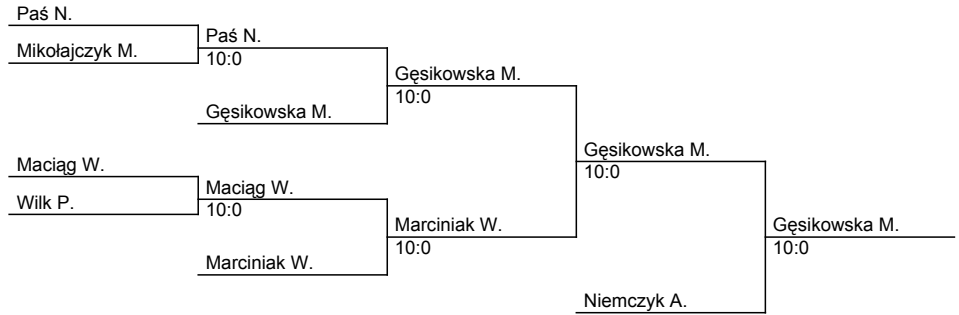 Paś N.
Mikołajczyk M.
Paś N.
10:0
Gęsikowska M.
Gęsikowska M.
10:0
Maciąg W.
Wilk P.
Maciąg W.
10:0
Marciniak W.
Marciniak W.
10:0
Gęsikowska M.
10:0
Niemczyk A.
Gęsikowska M.
10:0